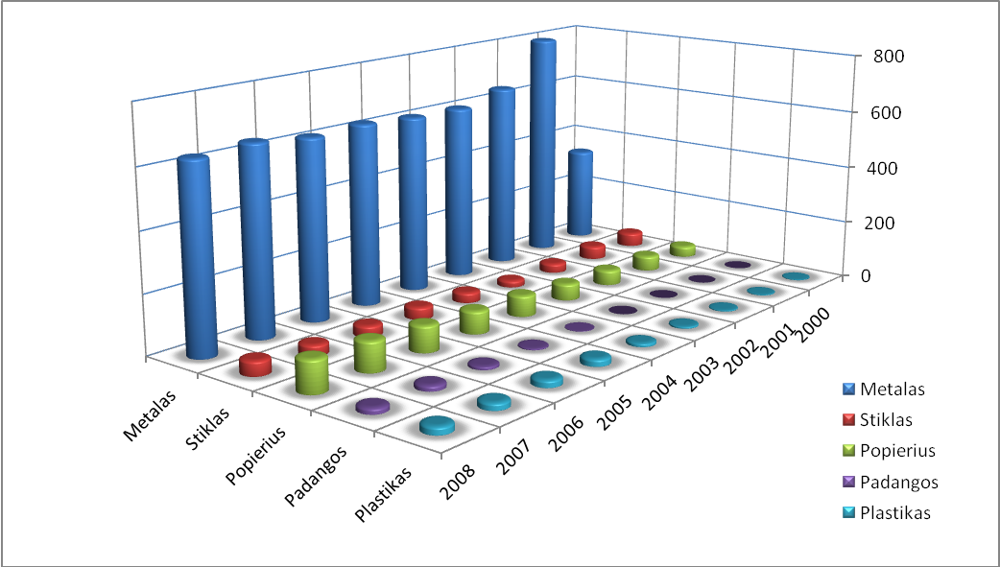 800
600
400
200
0
Metalas
Stiklas
Popierius
Padangos
Plastikas
2008
2007
2006
2005
2004
2003
2002
2001
2000
Metalas
Stiklas
Popierius
Padangos
Plastikas